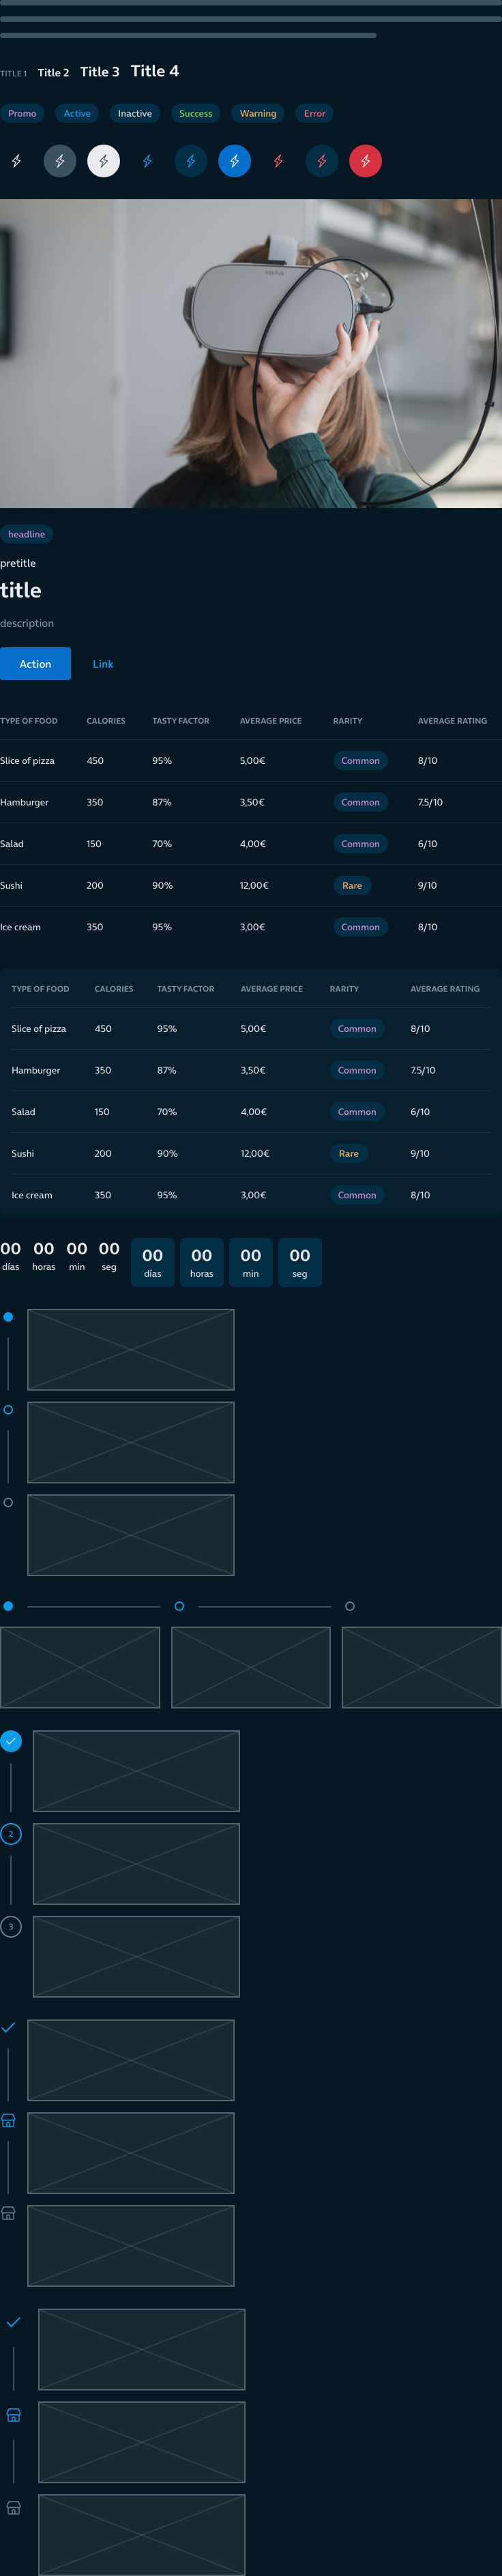 TITLE 1 Title 2 Title 3 Title 4
Promo Active Inactive Success Warning Error
oculus
headline
pretitle
title
description
Action Link
TYPE OF FOOD CALORIES TASTY FACTOR AVERAGE PRICE RARITY AVERAGE RATING
Slice of pizza 450 95% 5,00€ Common 8/10
Hamburger 350 87% 3,50€ Common 7.5/10
Salad 150 70% 4,00€ Common 6/10
Sushi 200 90% 12,00€ Rare 9/10
Ice cream 350 95% 3,00€ Common 8/10
TYPE OF FOOD CALORIES TASTY FACTOR AVERAGE PRICE RARITY AVERAGE RATING
Slice of pizza 450 95% 5,00€ Common 8/10
Hamburger 350 87% 3,50€ Common 7.5/10
Salad 150 70% 4,00€ Common 6/10
Sushi 200 90% 12,00€ Rare 9/10
Ice cream 350 95% 3,00€ Common 8/10
00 00 00 00 00 00 00 00
días horas min seg días horas min seg
2
3